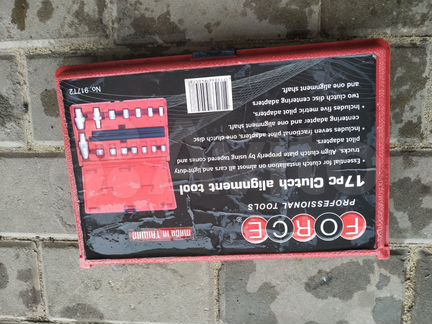 FORCE
PROFESSIONAL TOOLS
MADE IN TAIWAN
17pc Clutch alignment tool
• Essential for clutch installation on almost all cars and light-duty
trucks. Align clutch plate properly by using tapered cones and
pilot adapters
• Includes seven fractional adapters, pilot adapters, one clutch disc
centering adapter and one alignment shaft
• Includes five metric pilot adapters,
two clutch disc centering adapters
and one alignment shaft
No. 917T2